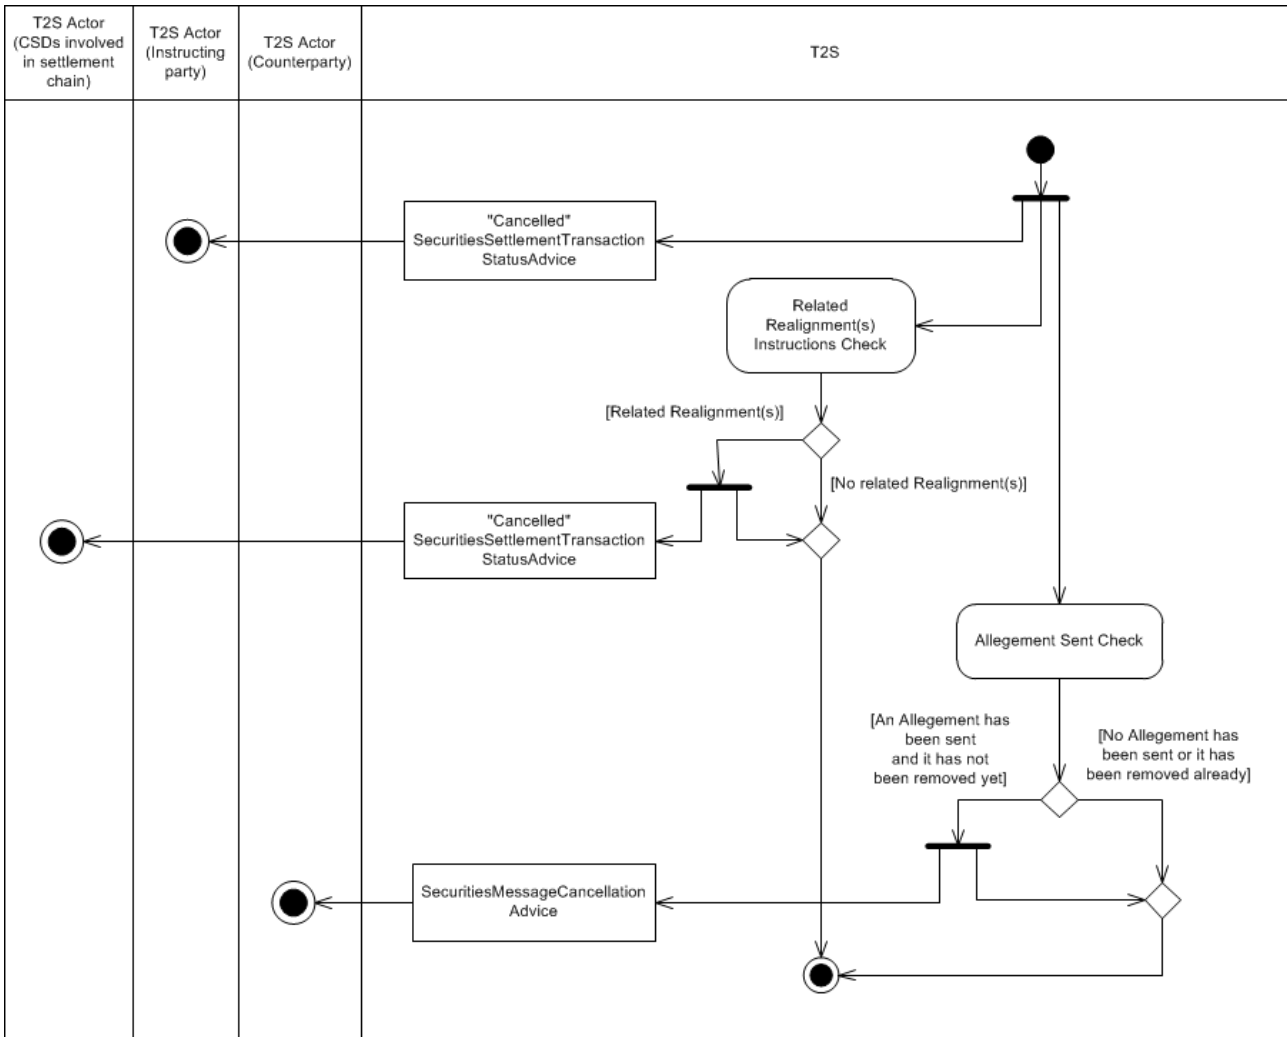 T2S Actor
(CSDs involved
in settlement
chain)
T2S Actor
(Instructing
party)
T2S Actor
(Counterparty)
T2S
"Cancelled"
SecuritiesSettlementTransaction
StatusAdvice
Related
Realignment(s)
Instructions Check
[Related Realignment(s)]
[No related Realignment(s)]
"Cancelled"
SecuritiesSettlementTransaction
StatusAdvice
Allegement Sent Check
[An Allegement has
been sent
and it has not
been removed yet]
[No Allegement has
been sent or it has
been removed already]
SecuritiesMessageCancellation
Advice